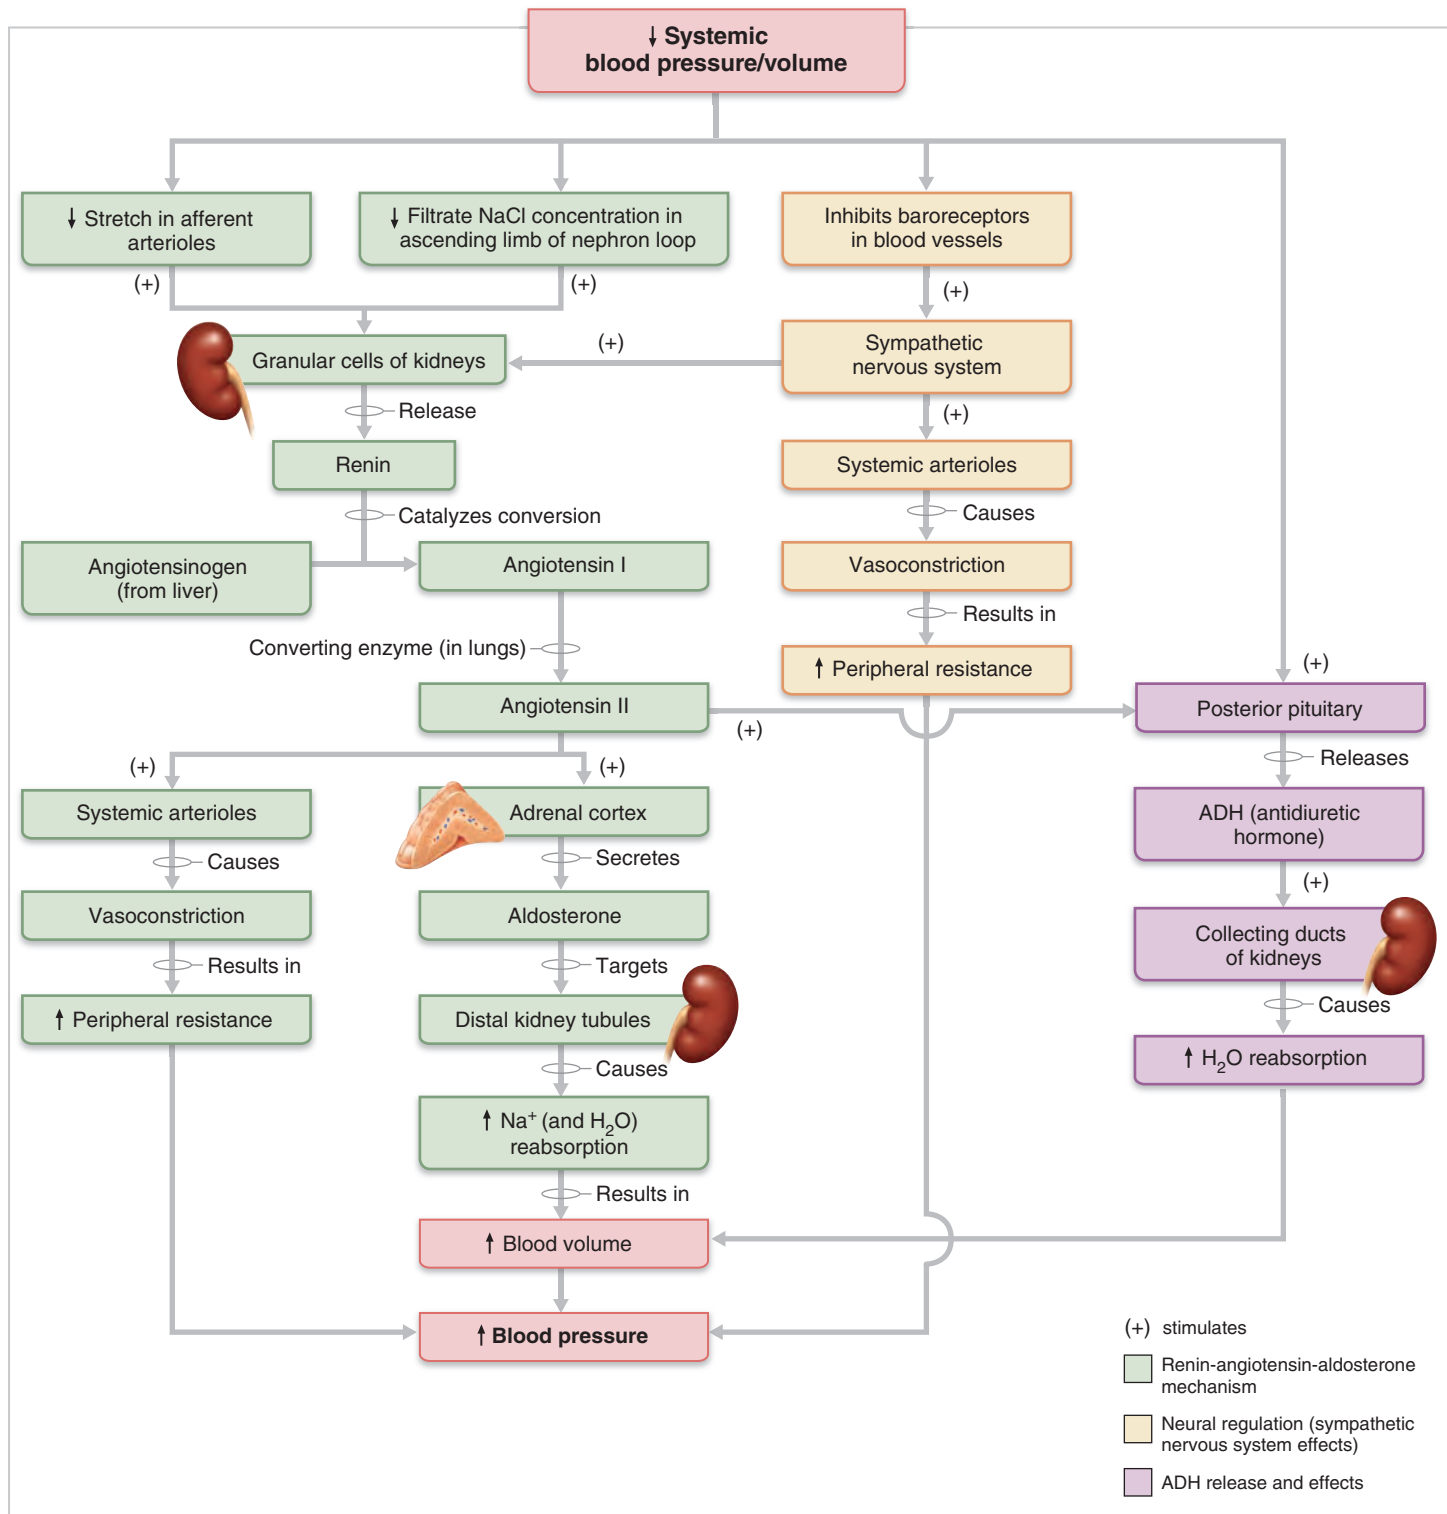 ↓ Systemic
blood pressure/volume
↓ Stretch in afferent
arterioles
↓ Filtrate NaCl concentration in
ascending limb of nephron loop
Inhibits baroreceptors
in blood vessels
(+)
(+)
(+)
Granular cells of kidneys
(+)
Sympathetic
nervous system
Release
(+)
Renin
Systemic arterioles
Catalyzes conversion
Causes
Angiotensinogen
(from liver)
Angiotensin I
Vasoconstriction
Results in
Converting enzyme (in lungs)
↑ Peripheral resistance
(+)
Angiotensin II
(+)
Posterior pituitary
Releases
(+)
(+)
Systemic arterioles
Adrenal cortex
ADH (antidiuretic
hormone)
Causes
Secretes
(+)
Vasoconstriction
Aldosterone
Collecting ducts
of kidneys
Results in
Targets
Causes
↑ Peripheral resistance
Distal kidney tubules
↑ H₂O reabsorption
Causes
↑ Na⁺ (and H₂O)
reabsorption
Results in
↑ Blood volume
↑ Blood pressure
(+) stimulates
Renin-angiotensin-aldosterone
mechanism
Neural regulation (sympathetic
nervous system effects)
ADH release and effects